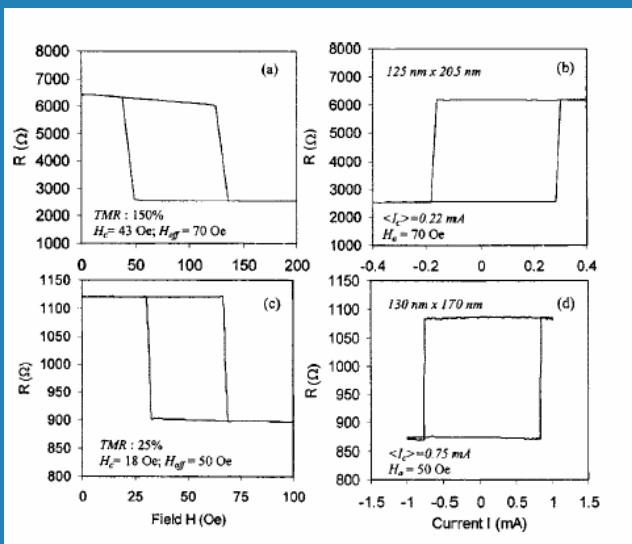 8000
7000
6000
5000
4000
3000
2000
1000
R (Ω)
(a)
TMR : 150%
Hc= 43 Oe; Hoff= 70 Oe
0 50 100 150 200
8000
7000
6000
5000
4000
3000
2000
1000
R (Ω)
125 nm x 205 nm
(b)
<Ic>=0.22 mA
Ha = 70 Oe
-0.4 -0.2 0 0.2 0.4
1150
1100
1050
1000
950
900
850
800
R (Ω)
(c)
TMR : 25%
Hc= 18 Oe; Hoff= 50 Oe
0 25 50 75 100
Field H (Oe)
1150
1100
1050
1000
950
900
850
800
R (Ω)
130 nm x 170 nm
(d)
<Ic>=0.75 mA
Ha = 50 Oe
-1.5 -1 -0.5 0 0.5 1 1.5
Current I (mA)